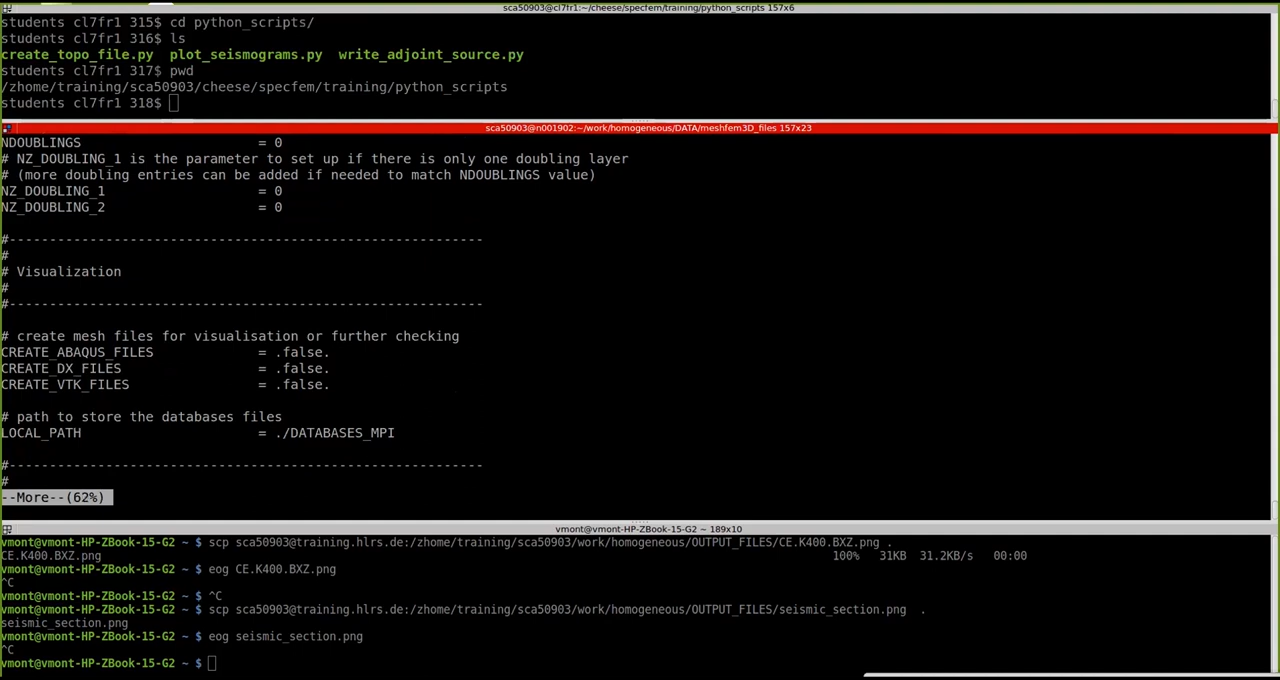 sca50903@cl7fr1:~/cheese/specfem/training/python_scripts 157x6
students cl7fr1 315$ cd python_scripts/
students cl7fr1 316$ ls
create_topo_file.py  plot_seismograms.py  write_adjoint_source.py
students cl7fr1 317$ pwd
/zhome/training/sca50903/cheese/specfem/training/python_scripts
students cl7fr1 318$
sca50903@n001902:~/work/homogeneous/DATA/meshfem3D_files 157x23
NDOUBLINGS                      = 0
# NZ_DOUBLING_1 is the parameter to set up if there is only one doubling layer
# (more doubling entries can be added if needed to match NDOUBLINGS value)
NZ_DOUBLING_1                   = 0
NZ_DOUBLING_2                   = 0
#-----------------------------------------------------------
#
# Visualization
#
#-----------------------------------------------------------
# create mesh files for visualisation or further checking
CREATE_ABAQUS_FILES             = .false.
CREATE_DX_FILES                 = .false.
CREATE_VTK_FILES                = .false.
# path to store the databases files
LOCAL_PATH                      = ./DATABASES_MPI
#-----------------------------------------------------------
#
--More--(62%)
vmont@vmont-HP-ZBook-15-G2 ~ 189x10
vmont@vmont-HP-ZBook-15-G2 ~ $ scp sca50903@training.hlrs.de:/zhome/training/sca50903/work/homogeneous/OUTPUT_FILES/CE.K400.BXZ.png .
CE.K400.BXZ.png                                                                 100%   31KB  31.2KB/s   00:00
vmont@vmont-HP-ZBook-15-G2 ~ $ eog CE.K400.BXZ.png
^C
vmont@vmont-HP-ZBook-15-G2 ~ $ ^C
vmont@vmont-HP-ZBook-15-G2 ~ $ scp sca50903@training.hlrs.de:/zhome/training/sca50903/work/homogeneous/OUTPUT_FILES/seismic_section.png  .
seismic_section.png
vmont@vmont-HP-ZBook-15-G2 ~ $ eog seismic_section.png
^C
vmont@vmont-HP-ZBook-15-G2 ~ $